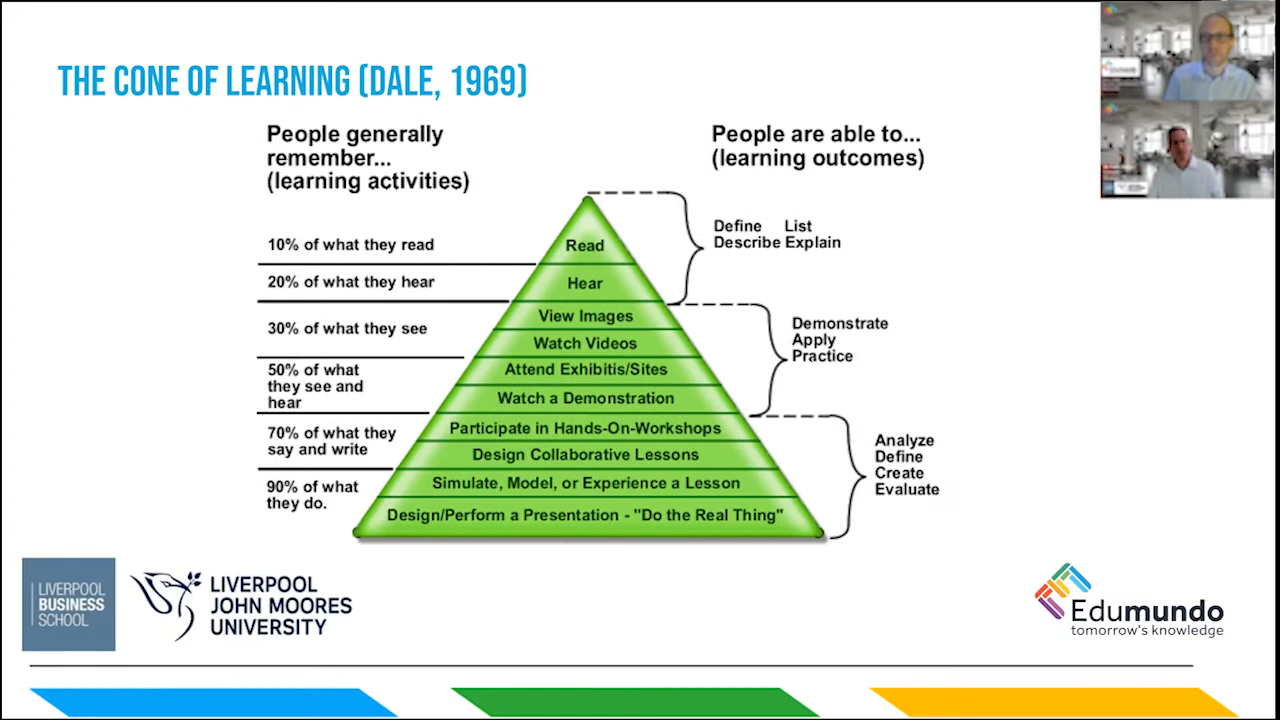 THE CONE OF LEARNING (DALE, 1969)
People generally
remember...
(learning activities)
People are able to...
(learning outcomes)
10% of what they read
20% of what they hear
30% of what they see
50% of what
they see and
hear
70% of what they
say and write
90% of what
they do.
Read
Hear
View Images
Watch Videos
Attend Exhibitis/Sites
Watch a Demonstration
Participate in Hands-On-Workshops
Design Collaborative Lessons
Simulate, Model, or Experience a Lesson
Design/Perform a Presentation - "Do the Real Thing"
Define List
Describe Explain
Demonstrate
Apply
Practice
Analyze
Define
Create
Evaluate
LIVERPOOL
BUSINESS
SCHOOL
LIVERPOOL
JOHN MOORES
UNIVERSITY
Edumundo
tomorrow's knowledge